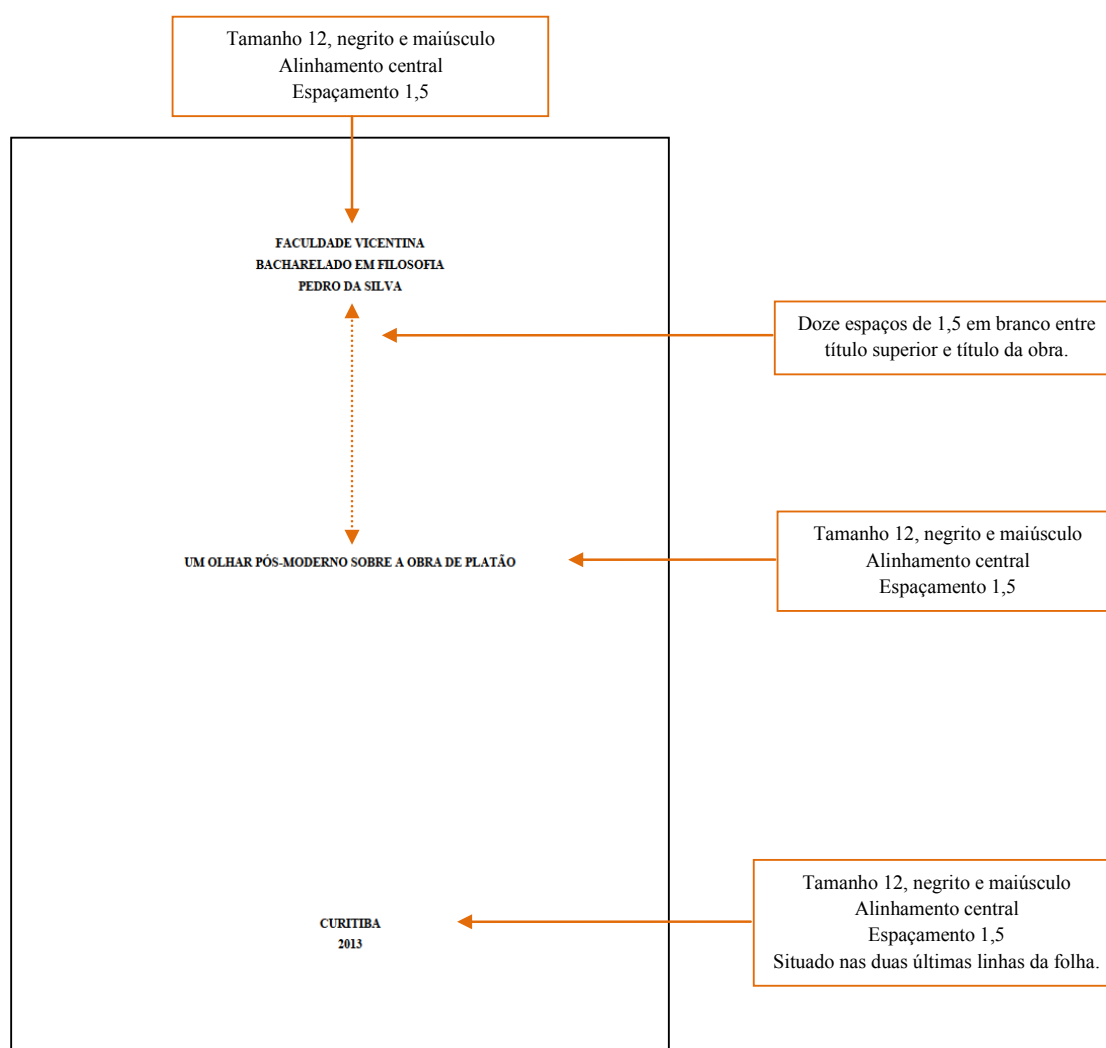 Tamanho 12, negrito e maiúsculo
Alinhamento central
Espaçamento 1,5
FACULDADE VICENTINA
BACHARELADO EM FILOSOFIA
PEDRO DA SILVA
Doze espaços de 1,5 em branco entre
título superior e título da obra.
UM OLHAR PÓS-MODERNO SOBRE A OBRA DE PLATÃO
Tamanho 12, negrito e maiúsculo
Alinhamento central
Espaçamento 1,5
CURITIBA
2013
Tamanho 12, negrito e maiúsculo
Alinhamento central
Espaçamento 1,5
Situado nas duas últimas linhas da folha.